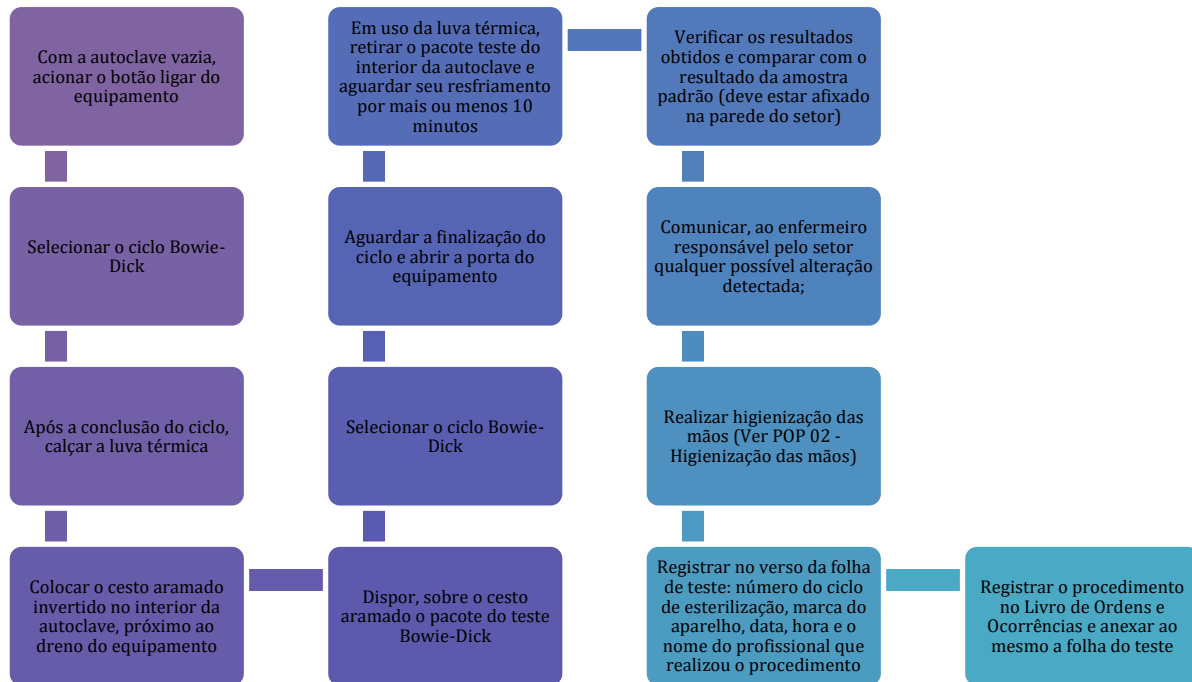 Com a autoclave vazia,
acionar o botão ligar do
equipamento
Selecionar o ciclo Bowie-
Dick
Após a conclusão do ciclo,
calçar a luva térmica
Colocar o cesto aramado
invertido no interior da
autoclave, próximo ao
dreno do equipamento
Dispor, sobre o cesto
aramado o pacote do teste
Bowie-Dick
Selecionar o ciclo Bowie-
Dick
Aguardar a finalização do
ciclo e abrir a porta do
equipamento
Em uso da luva térmica,
retirar o pacote teste do
interior da autoclave e
aguardar seu resfriamento
por mais ou menos 10
minutos
Verificar os resultados
obtidos e comparar com o
resultado da amostra
padrão (deve estar afixado
na parede do setor)
Comunicar, ao enfermeiro
responsável pelo setor
qualquer possível alteração
detectada;
Realizar higienização das
mãos (Ver POP 02 -
Higienização das mãos)
Registrar no verso da folha
de teste: número do ciclo
de esterilização, marca do
aparelho, data, hora e o
nome do profissional que
realizou o procedimento
Registrar o procedimento
no Livro de Ordens e
Ocorrências e anexar ao
mesmo a folha do teste